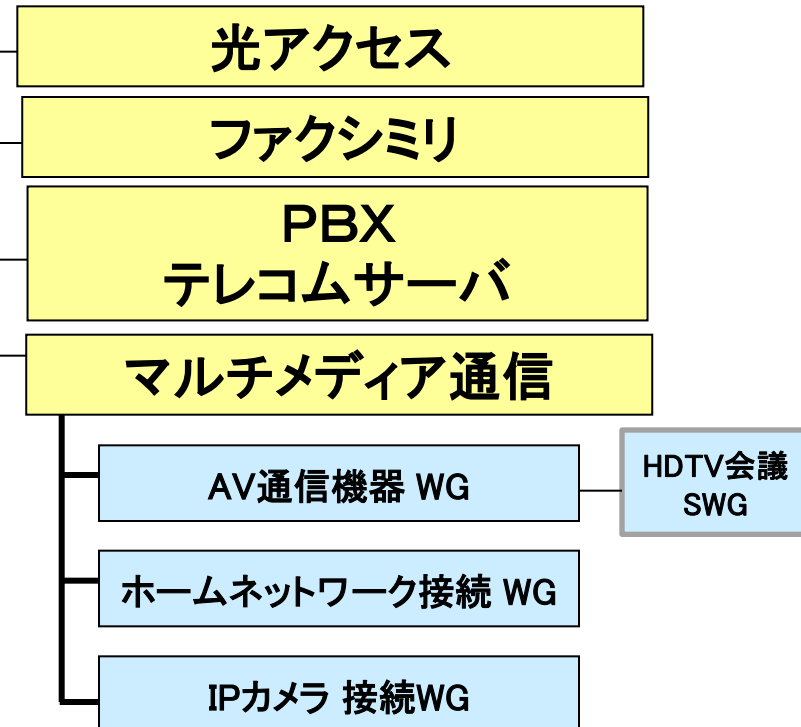 光アクセス
ファクシミリ
ＰＢＸ
テレコムサーバ
マルチメディア通信
AV通信機器 WG
HDTV会議
SWG
ホームネットワーク接続 WG
IPカメラ 接続WG